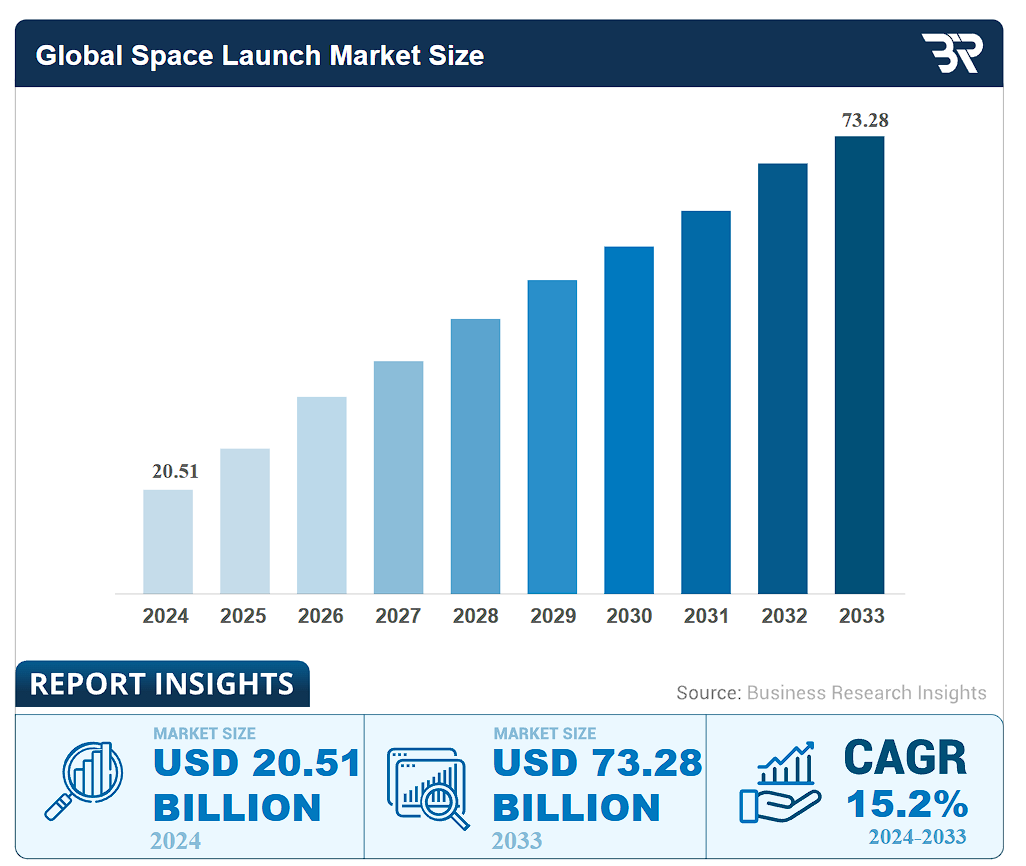 Global Space Launch Market Size
BR
73.28
20.51
2024 2025 2026 2027 2028 2029 2030 2031 2032 2033
REPORT INSIGHTS
Source: Business Research Insights
MARKET SIZE
USD 20.51
BILLION
2024
MARKET SIZE
USD 73.28
BILLION
2033
CAGR
15.2%
2024-2033